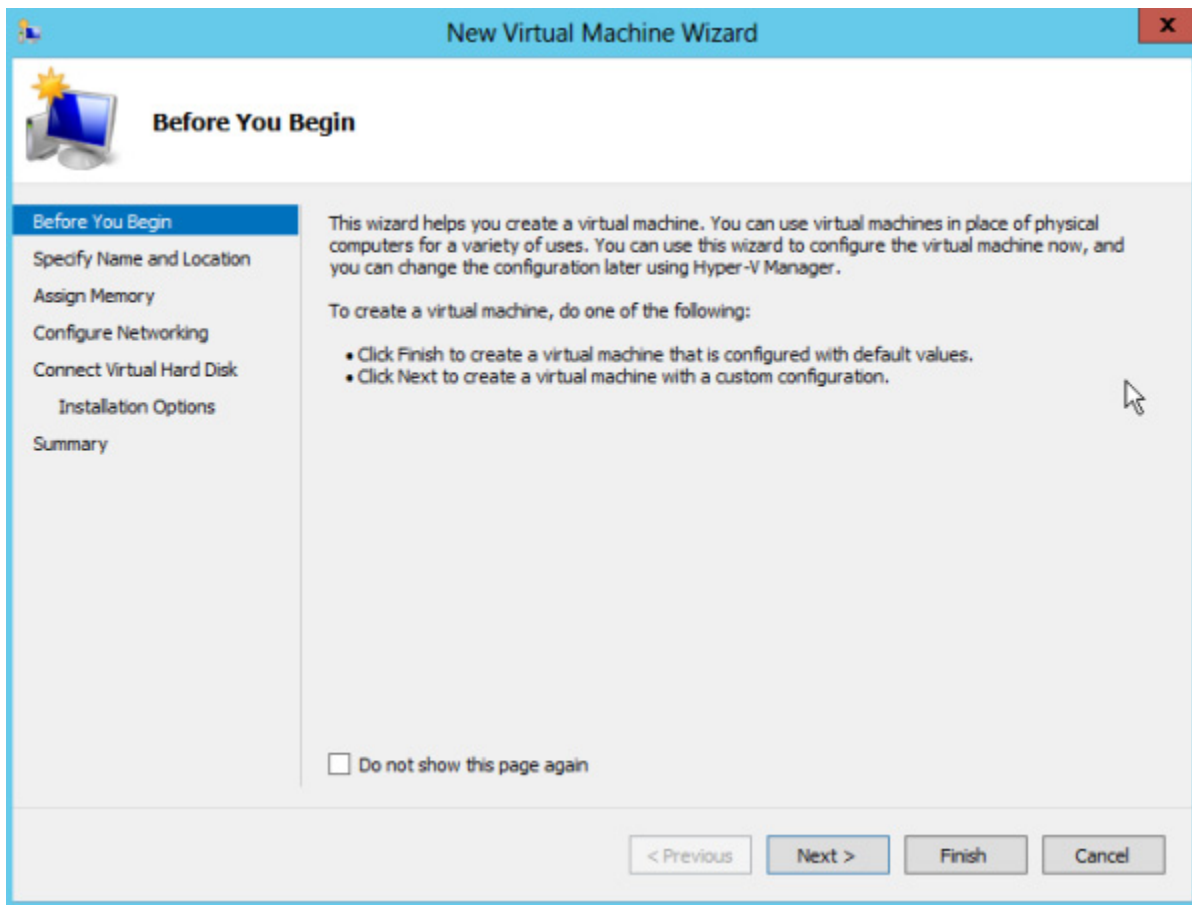 New Virtual Machine Wizard
x
Before You Begin
Before You Begin
Specify Name and Location
Assign Memory
Configure Networking
Connect Virtual Hard Disk
Installation Options
Summary
This wizard helps you create a virtual machine. You can use virtual machines in place of physical
computers for a variety of uses. You can use this wizard to configure the virtual machine now, and
you can change the configuration later using Hyper-V Manager.
To create a virtual machine, do one of the following:
• Click Finish to create a virtual machine that is configured with default values.
• Click Next to create a virtual machine with a custom configuration.
Do not show this page again
< Previous
Next >
Finish
Cancel